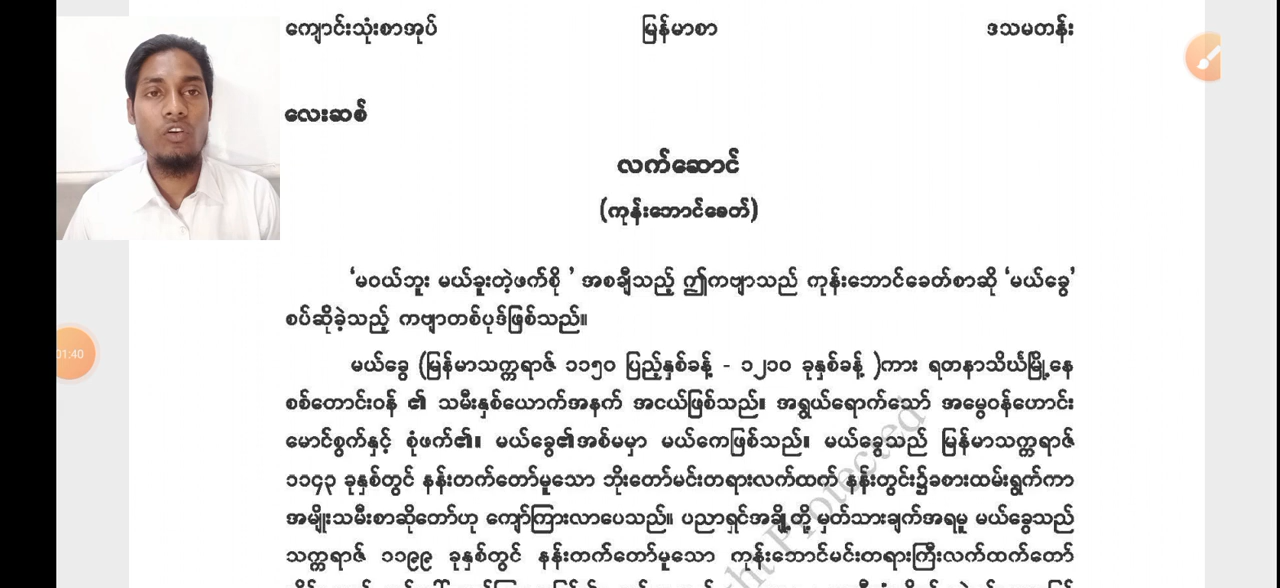 ကျောင်းသုံးစာအုပ် မြန်မာစာ ဒသမတန်း
လေးဆစ်
လက်ဆောင်
(ကုန်းဘောင်ခေတ်)
‘မဝယ်ဘူး မယ်ခူးတဲ့ဖက်စို ’ အစချီသည့် ဤကဗျာသည် ကုန်းဘောင်ခေတ်စာဆို ‘မယ်ခွေ’
စပ်ဆိုခဲ့သည့် ကဗျာတစ်ပုဒ်ဖြစ်သည်။
01:40
မယ်ခွေ (မြန်မာသက္ကရာဇ် ၁၁၅၀ ပြည့်နှစ်ခန့် - ၁၂၁၀ ခုနှစ်ခန့် )ကား ရတနာသိင်္ဃမြို့နေ
စစ်တောင်းဝန် ၏ သမီးနှစ်ယောက်အနက် အငယ်ဖြစ်သည်။ အရွယ်ရောက်သော် အမွေဝန်ဟောင်း
မောင်စွက်နှင့် စုံဖက်၏။ မယ်ခွေ၏အစ်မမှာ မယ်ကေဖြစ်သည်။ မယ်ခွေသည် မြန်မာသက္ကရာဇ်
၁၁၄၃ ခုနှစ်တွင် နန်းတက်တော်မူသော ဘိုးတော်မင်းတရားလက်ထက် နန်းတွင်း၌ခစားထမ်းရွက်ကာ
အမျိုးသမီးစာဆိုတော်ဟု ကျော်ကြားလာပေသည်။ ပညာရှင်အချို့တို့ မှတ်သားချက်အရမူ မယ်ခွေသည်
သက္ကရာဇ် ၁၁၉၉ ခုနှစ်တွင် နန်းတက်တော်မူသော ကုန်းဘောင်မင်းတရားကြီးလက်ထက်တော်
Protected